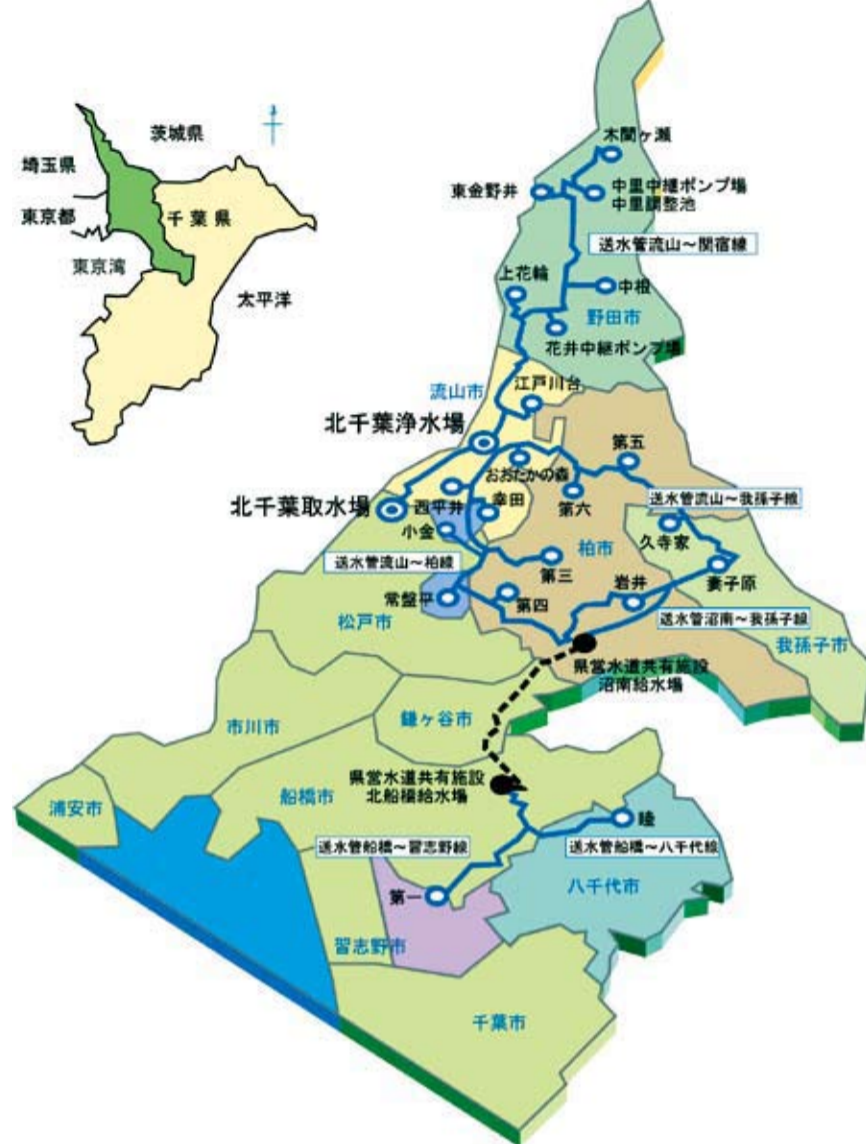 茨城県
埼玉県
東京都
千葉県
東京湾
太平洋
木間ヶ瀬
東金野井
中里中継ポンプ場
中里調整池
送水管流山～関宿線
上花輪
中根
野田市
花井中継ポンプ場
流山市
江戸川台
北千葉浄水場
第五
おおたかの森
北千葉取水場
西平井
幸田
第六
送水管流山～我孫子線
小金
久寺家
柏市
送水管流山～柏線
第三
妻子原
岩井
常盤平
第四
松戸市
送水管沼南～我孫子線
我孫子市
県営水道共有施設
沼南給水場
鎌ヶ谷市
市川市
県営水道共有施設
北船橋給水場
船橋市
浦安市
睦
送水管船橋～習志野線
送水管船橋～八千代線
八千代市
第一
習志野市
千葉市